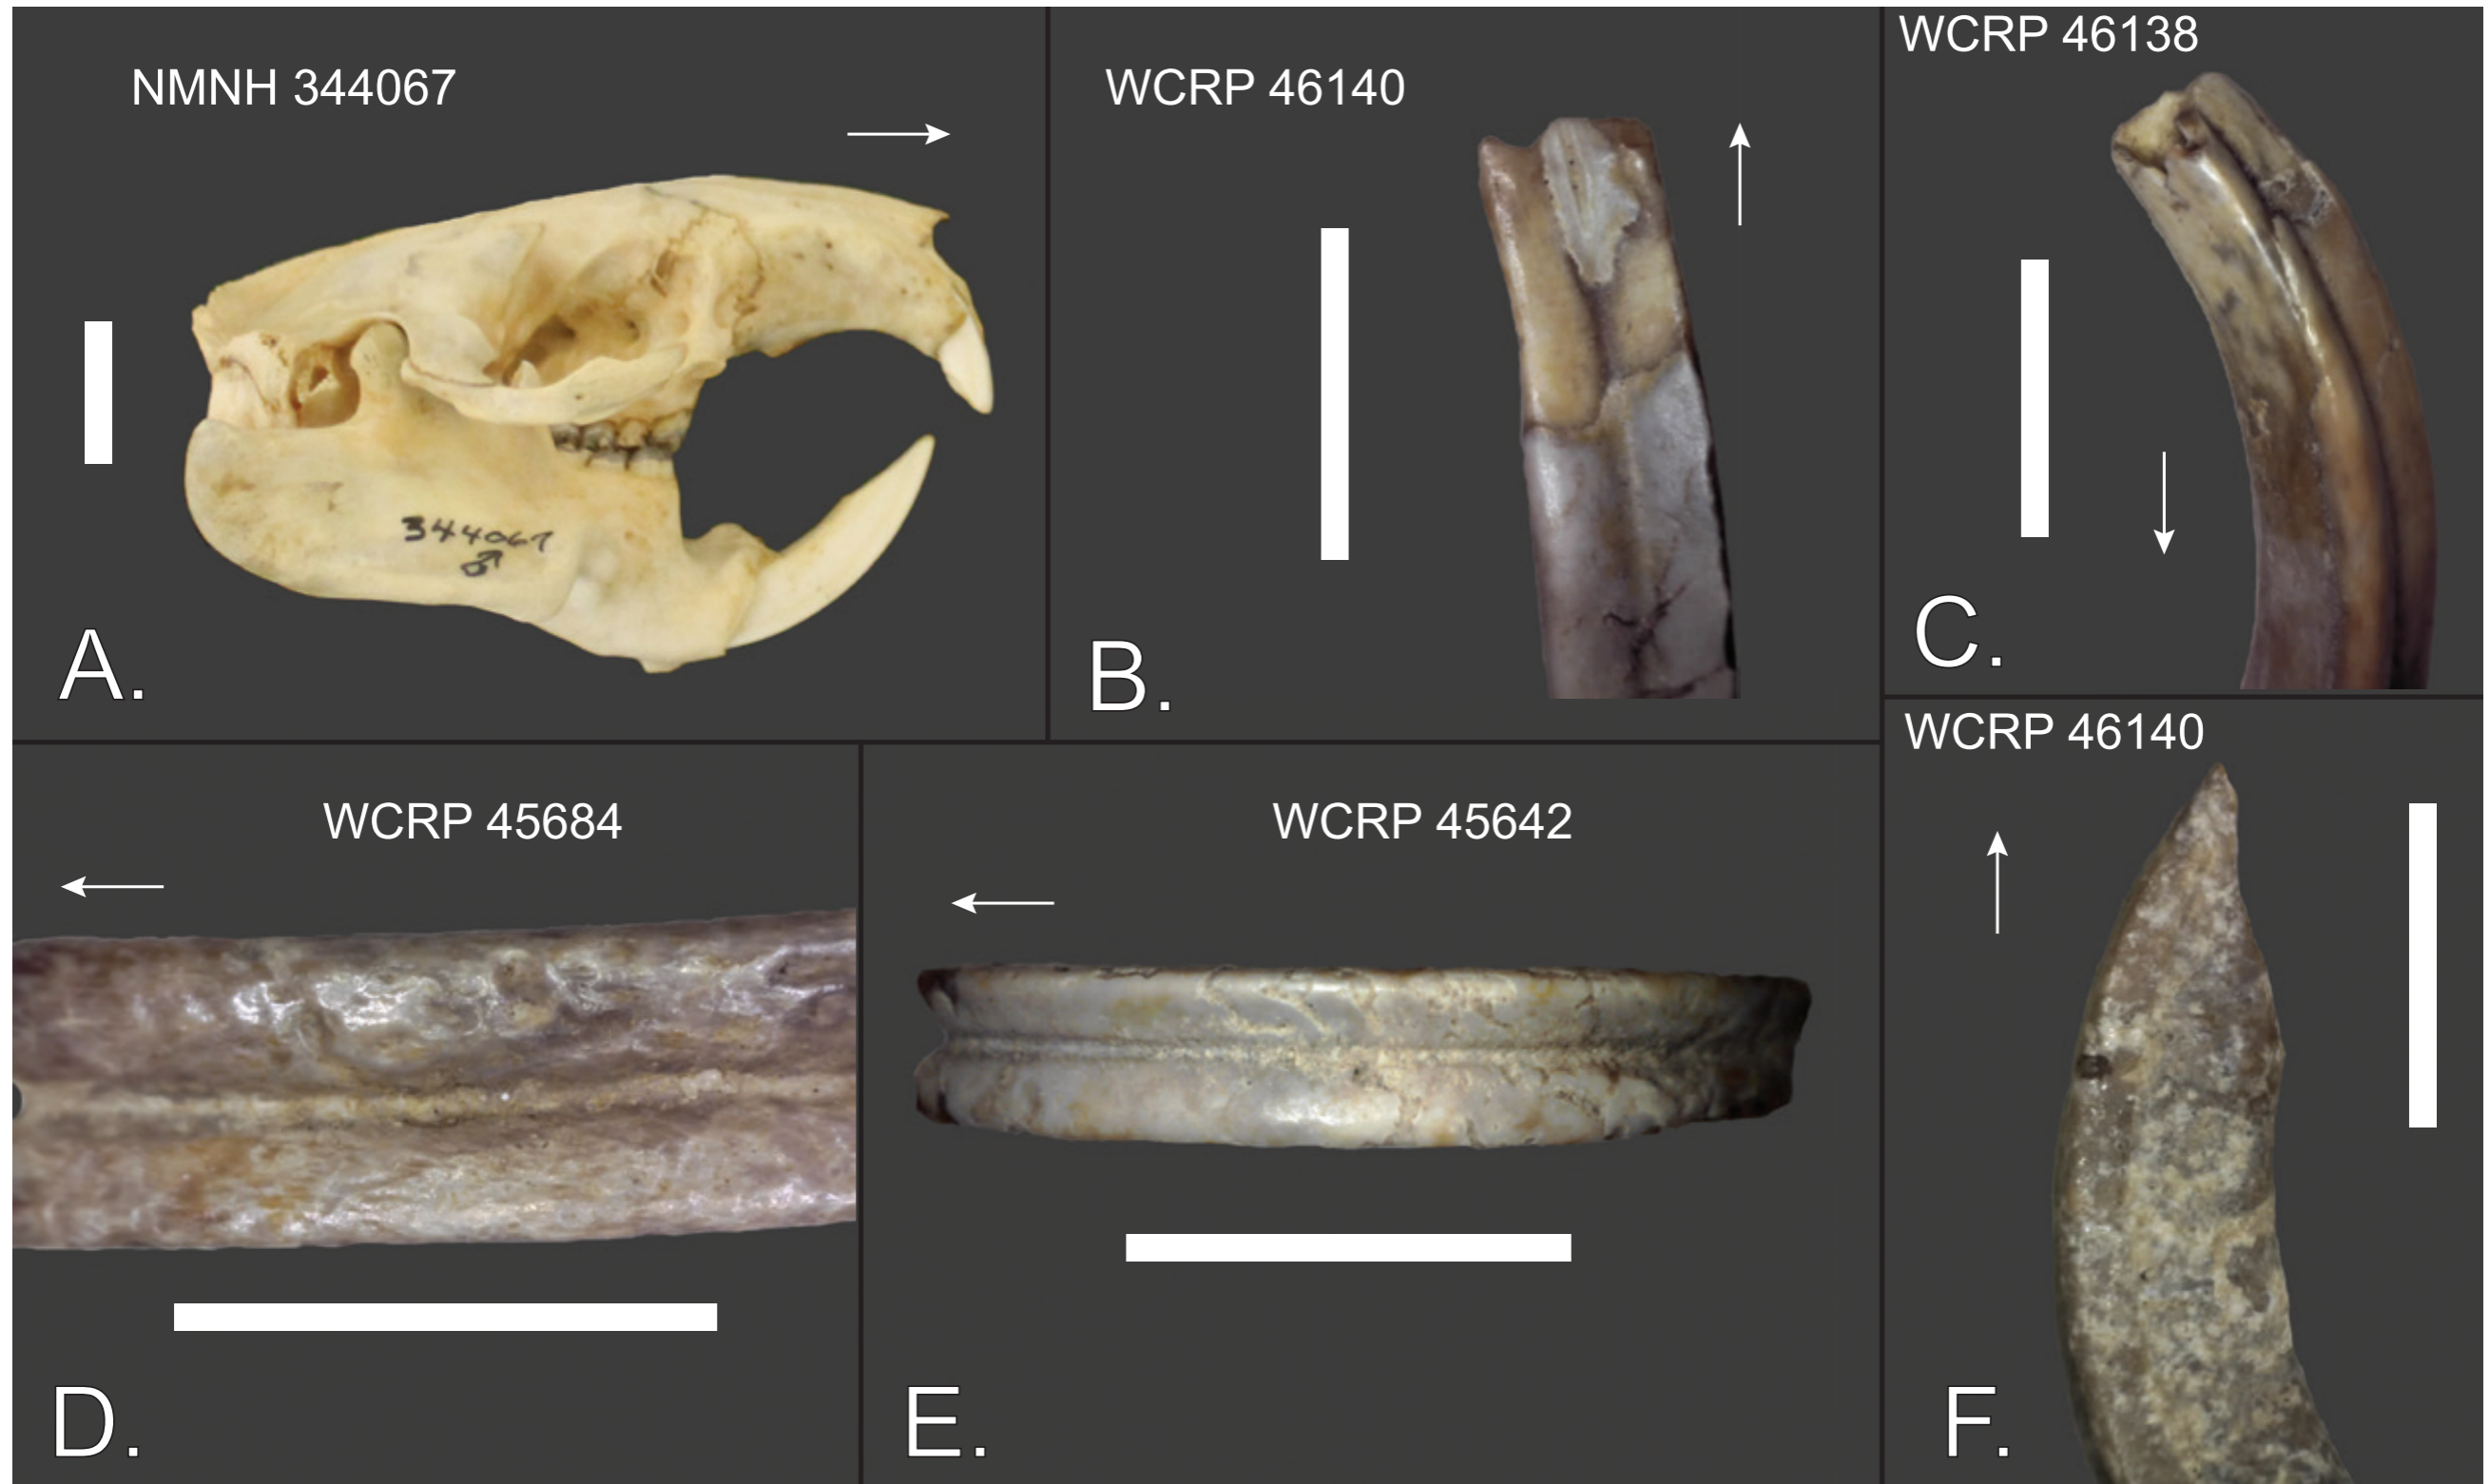 NMNH 344067
344067
♂
A.
WCRP 46140
B.
WCRP 46138
C.
WCRP 45684
D.
WCRP 45642
E.
WCRP 46140
F.